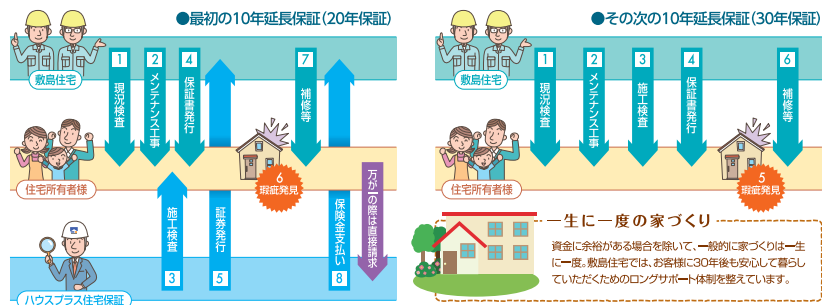 ●最初の10年延長保証（20年保証）
敷島住宅
1 現況検査
2 メンテナンス工事
4 保証書発行
7 補修等
住宅所有者様
6
瑕疵発見
万が一の際は直接請求
施工検査 3
証券発行 5
保険金支払い 8
ハウスプラス住宅保証
●その次の10年延長保証（30年保証）
敷島住宅
1 現況検査
2 メンテナンス工事
3 施工検査
4 保証書発行
6 補修等
住宅所有者様
5
瑕疵発見
一生に一度の家づくり
資金に余裕がある場合を除いて、一般的に家づくりは一生
に一度。敷島住宅では、お客様に30年後も安心して暮らし
ていただくためのロングサポート体制を整えています。